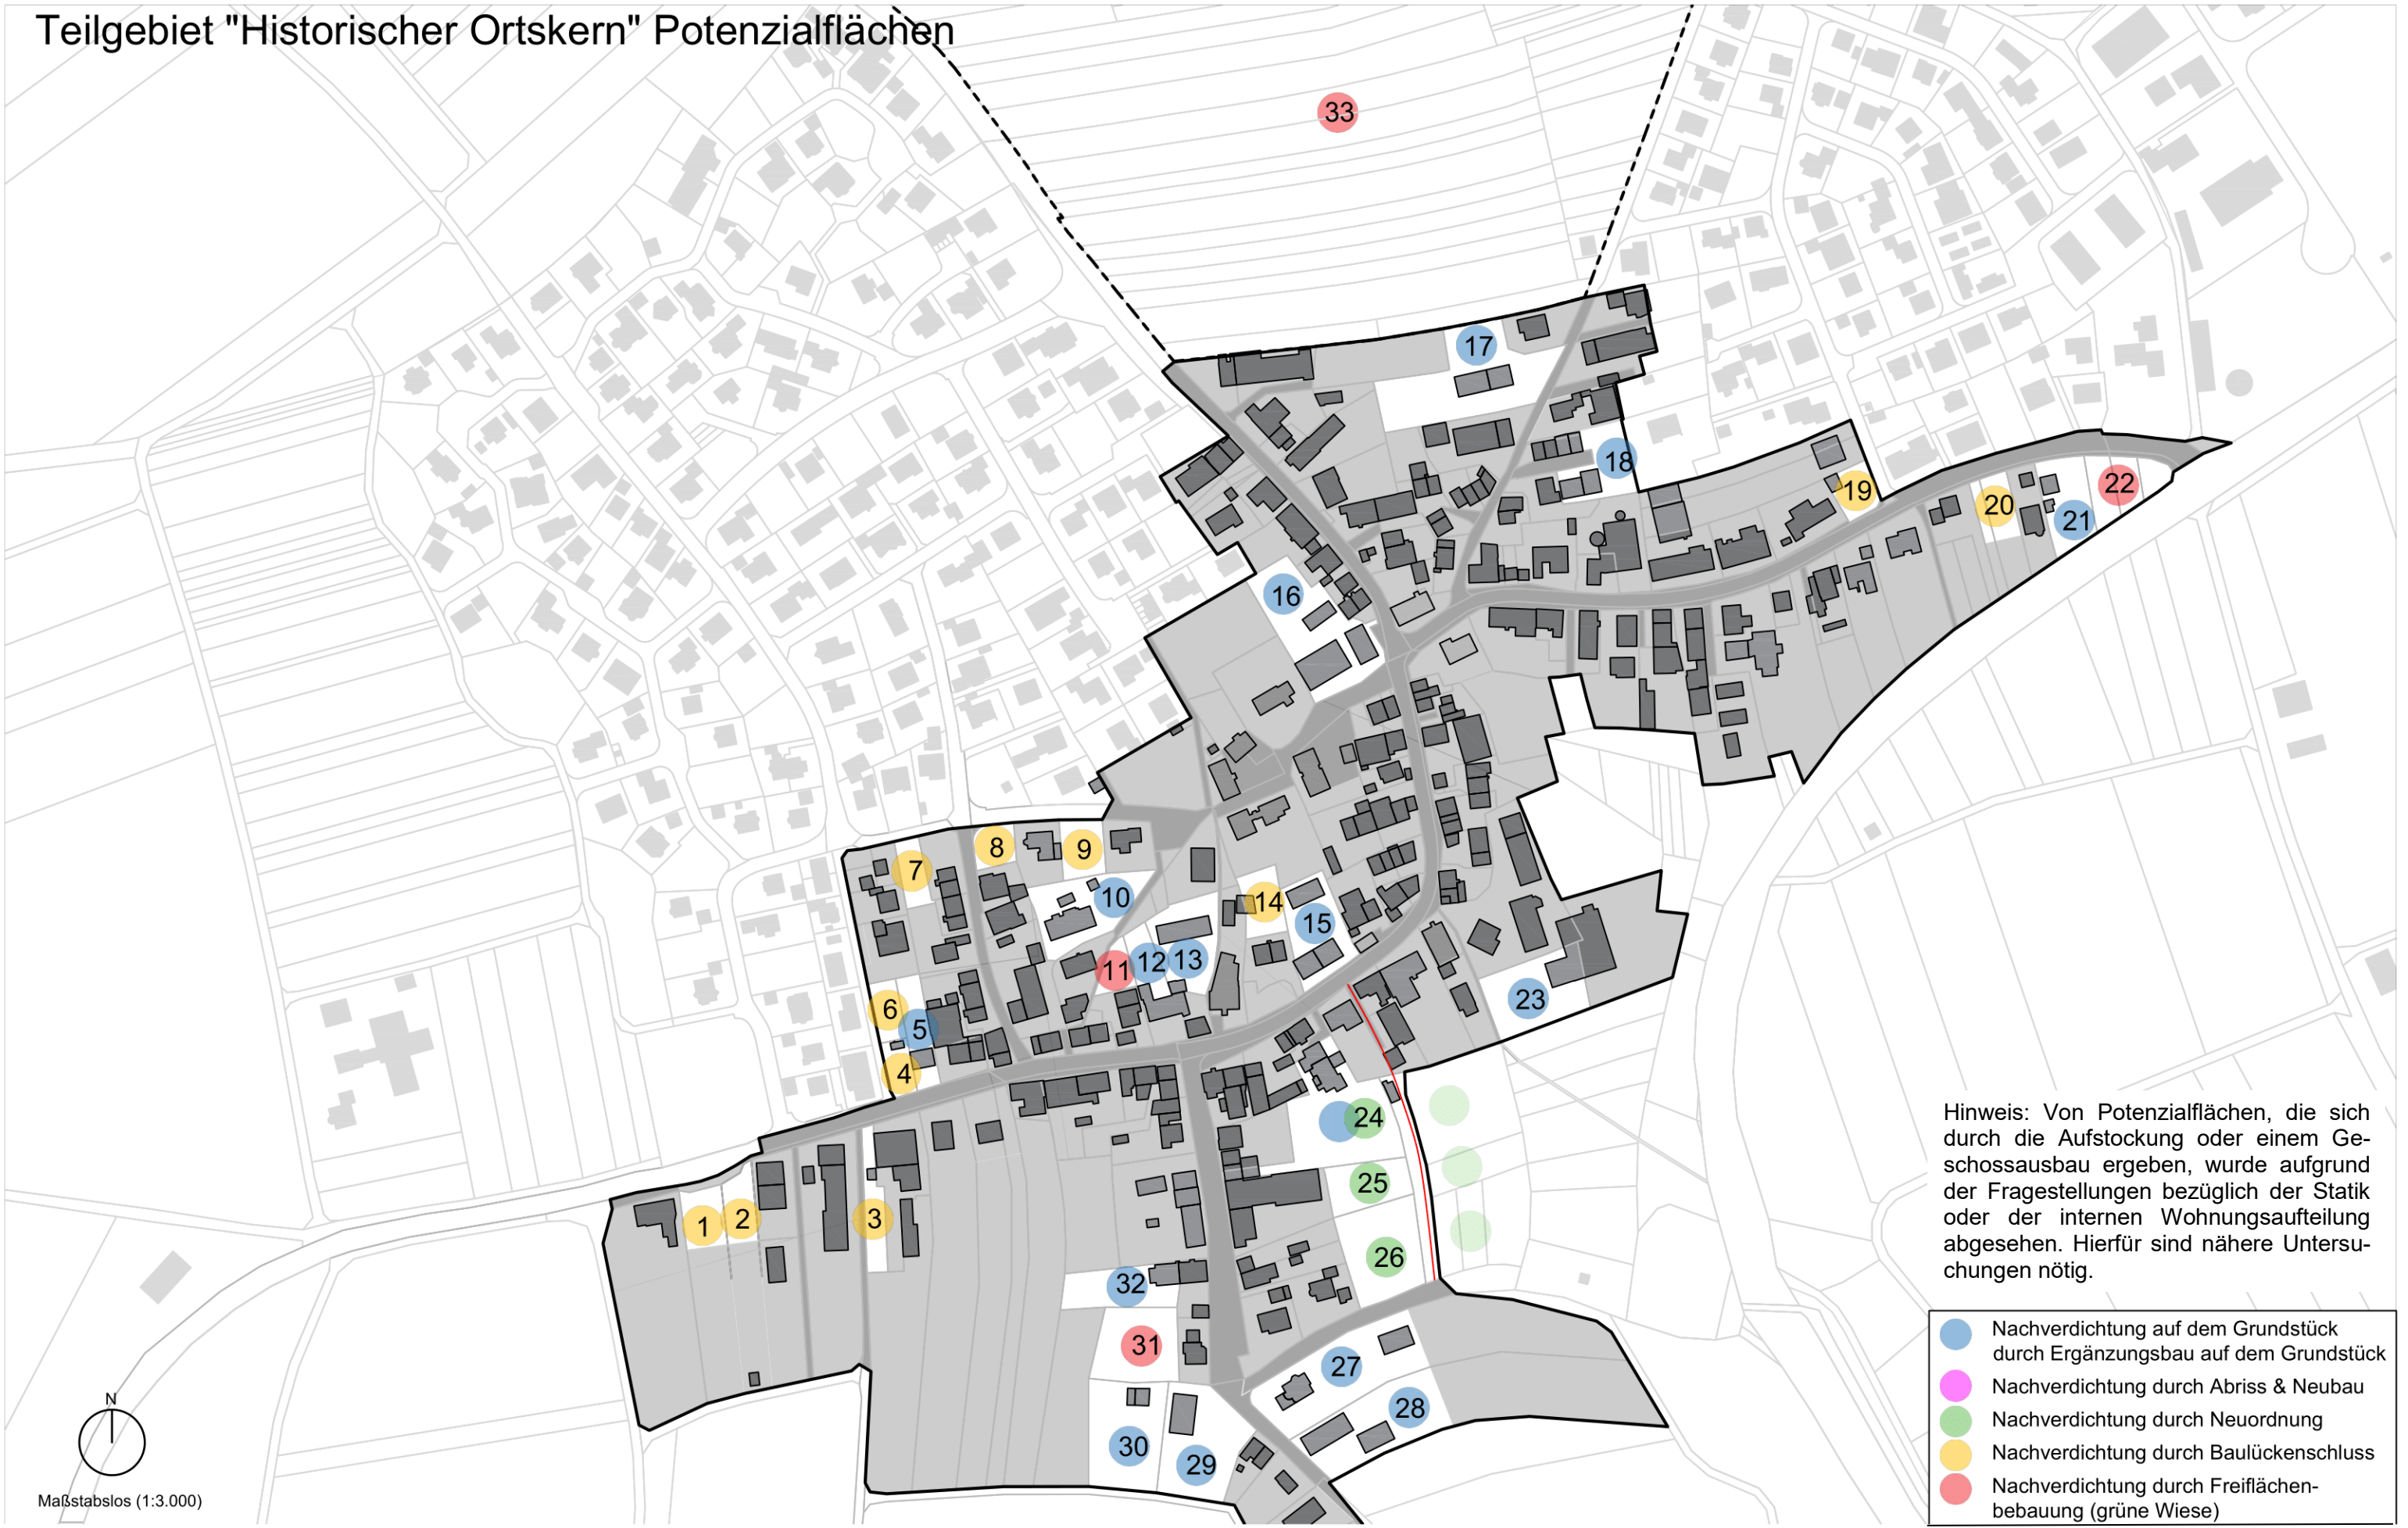 Teilgebiet "Historischer Ortskern" Potenzialflächen
33
17
18
19
20
21
22
16
7
8
9
10
14
15
11
12
13
6
5
4
23
24
25
26
1
2
3
32
31
27
28
30
29
Hinweis: Von Potenzialflächen, die sich
durch die Aufstockung oder einem Ge-
schossausbau ergeben, wurde aufgrund
der Fragestellungen bezüglich der Statik
oder der internen Wohnungsaufteilung
abgesehen. Hierfür sind nähere Untersu-
chungen nötig.
Nachverdichtung auf dem Grundstück
durch Ergänzungsbau auf dem Grundstück
Nachverdichtung durch Abriss & Neubau
Nachverdichtung durch Neuordnung
Nachverdichtung durch Baulückenschluss
Nachverdichtung durch Freiflächen-
bebauung (grüne Wiese)
N
Maßstabslos (1:3.000)